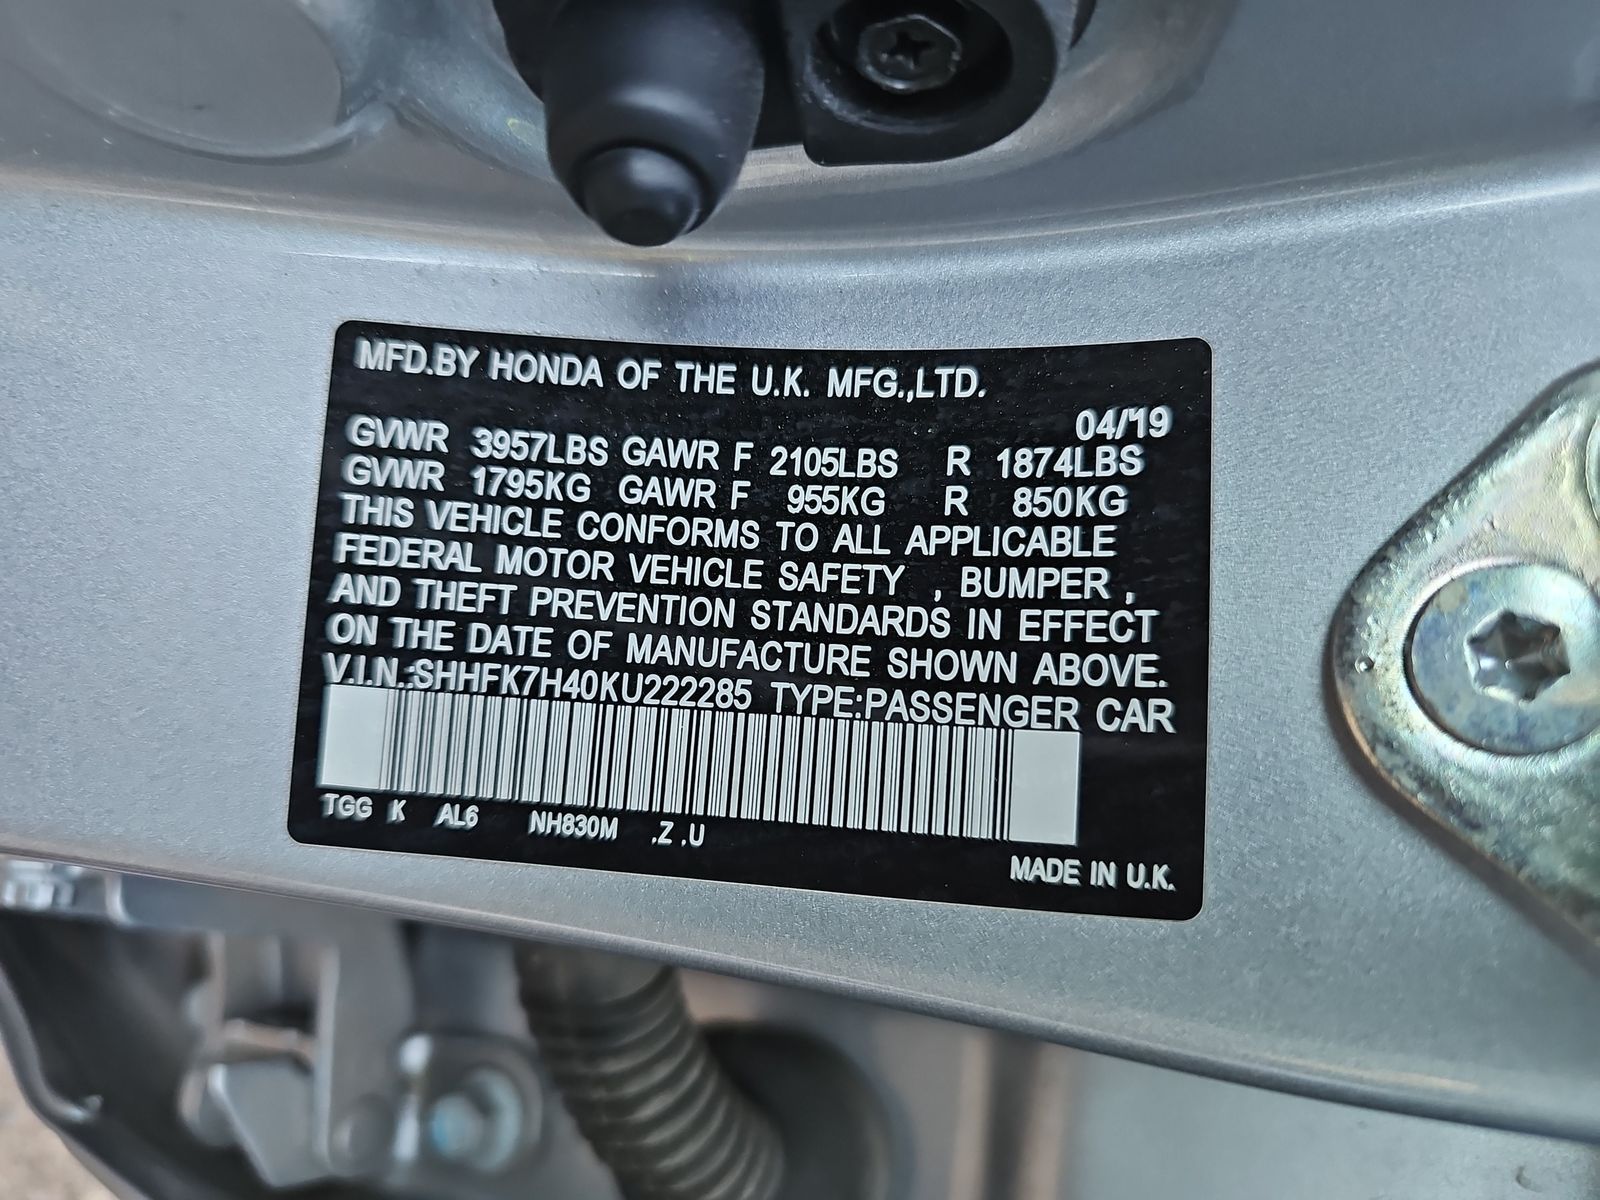 MFD.BY HONDA OF THE U.K. MFG.,LTD.
04/'19
GVWR 3957LBS GAWR F 2105LBS R 1874LBS
GVWR 1795KG GAWR F 955KG R 850KG
THIS VEHICLE CONFORMS TO ALL APPLICABLE
FEDERAL MOTOR VEHICLE SAFETY , BUMPER ,
AND THEFT PREVENTION STANDARDS IN EFFECT
ON THE DATE OF MANUFACTURE SHOWN ABOVE.
V.I.N.:SHHFK7H40KU222285 TYPE:PASSENGER CAR
TGG K AL6 NH830M .Z .U
MADE IN U.K.